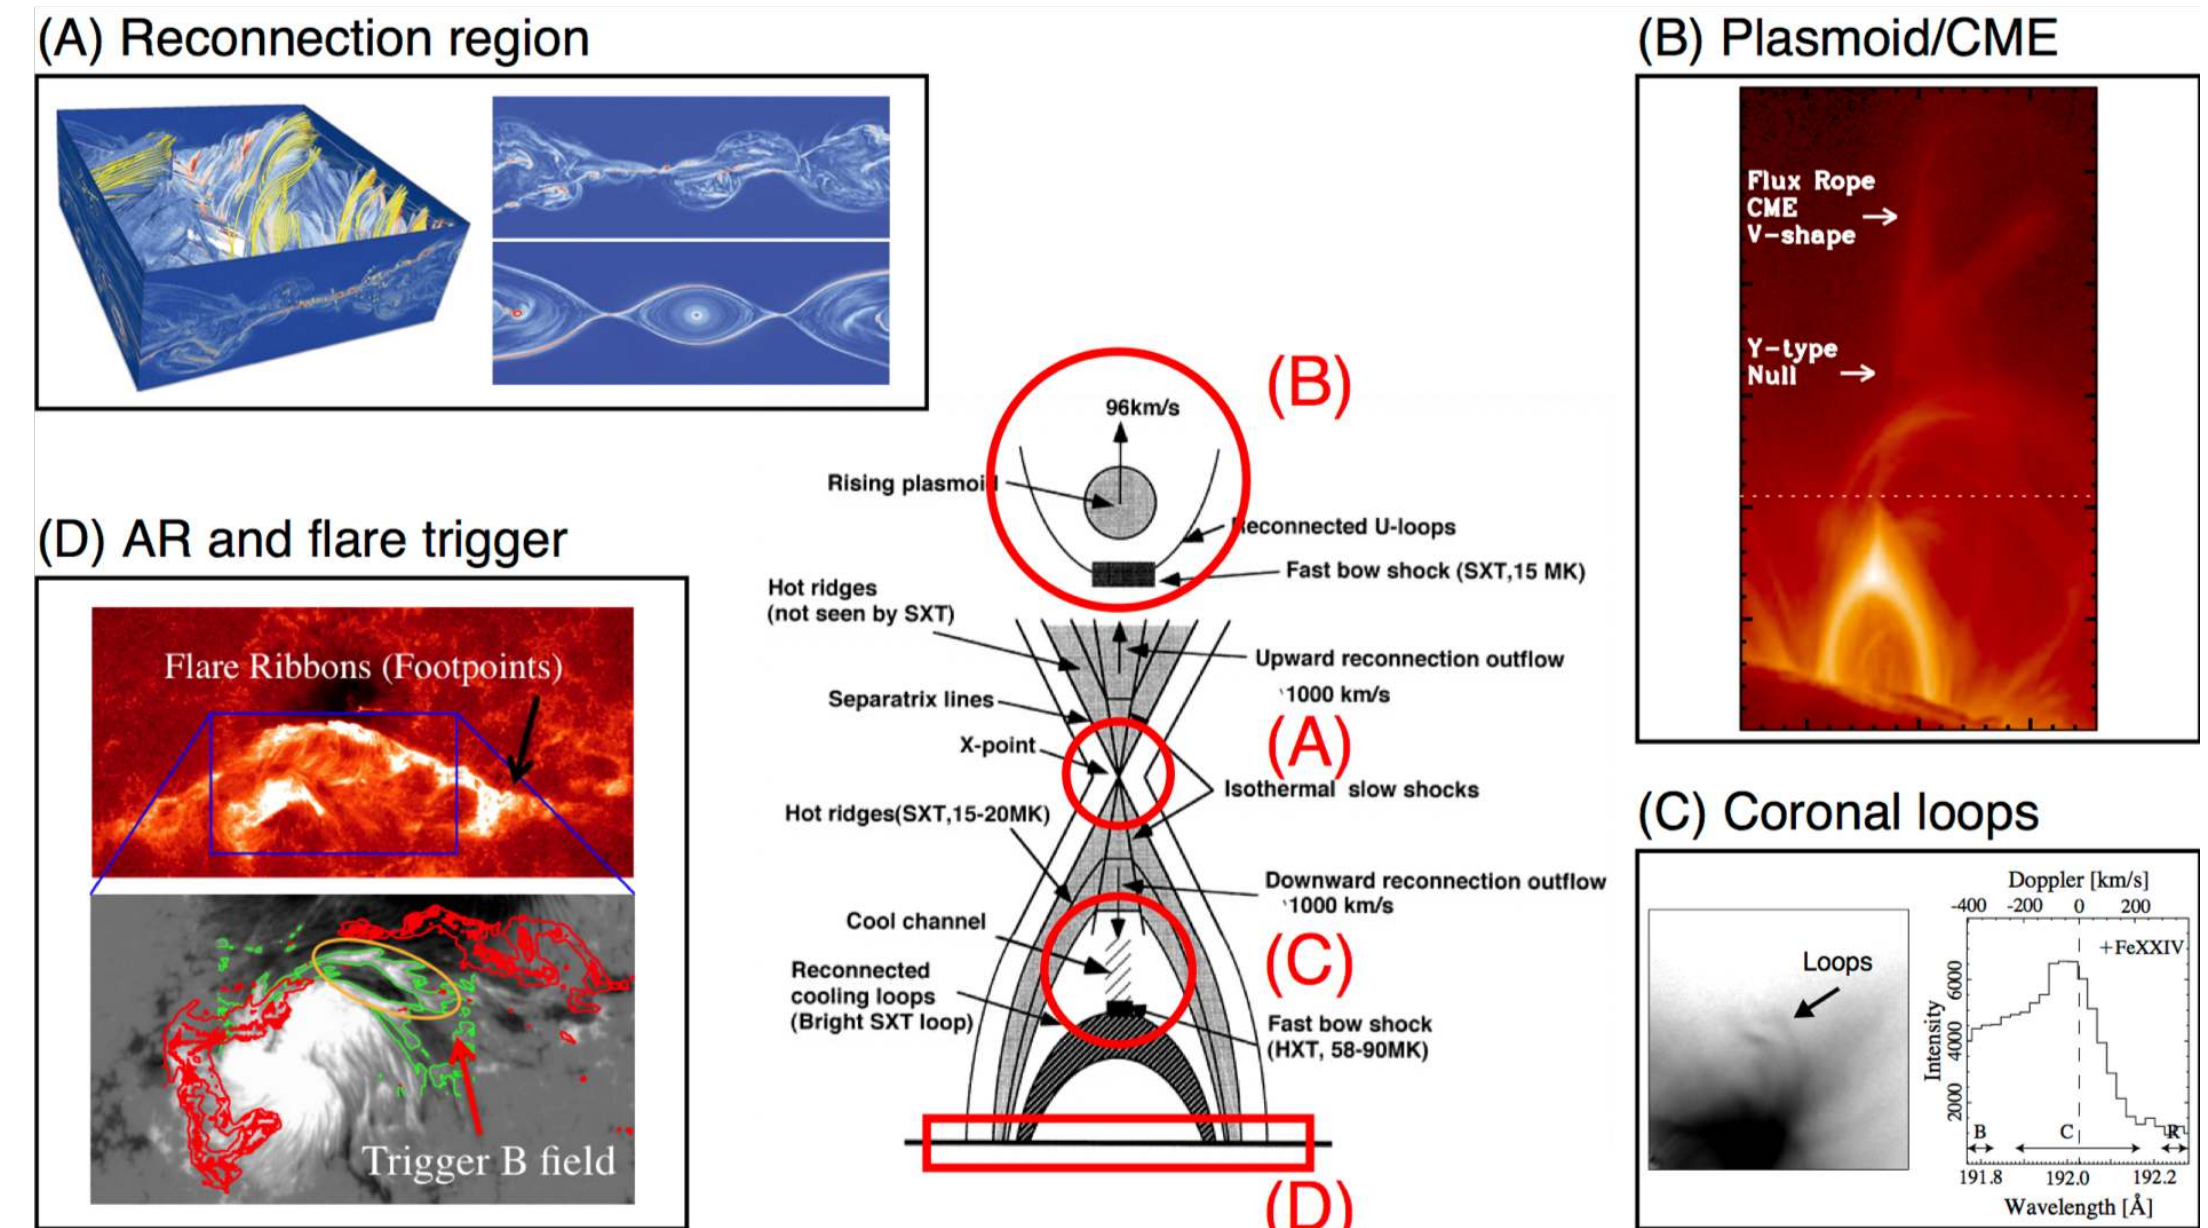 (A) Reconnection region
(B) Plasmoid/CME
Flux Rope
CME
V-shape
Y-type
Null
(B)
96km/s
Rising plasmoid
Reconnected U-loops
Fast bow shock (SXT,15 MK)
Hot ridges
(not seen by SXT)
Upward reconnection outflow
1000 km/s
Separatrix lines
(A)
X-point
Isothermal slow shocks
Hot ridges(SXT,15-20MK)
Downward reconnection outflow
1000 km/s
Cool channel
(C)
Reconnected
cooling loops
(Bright SXT loop)
Fast bow shock
(HXT, 58-90MK)
(D)
(D) AR and flare trigger
Flare Ribbons (Footpoints)
Trigger B field
(C) Coronal loops
Loops
Doppler [km/s]
-400 -200 0 200
+FeXXIV
Intensity
6000
4000
2000
B C R
191.8 192.0 192.2
Wavelength [Å]